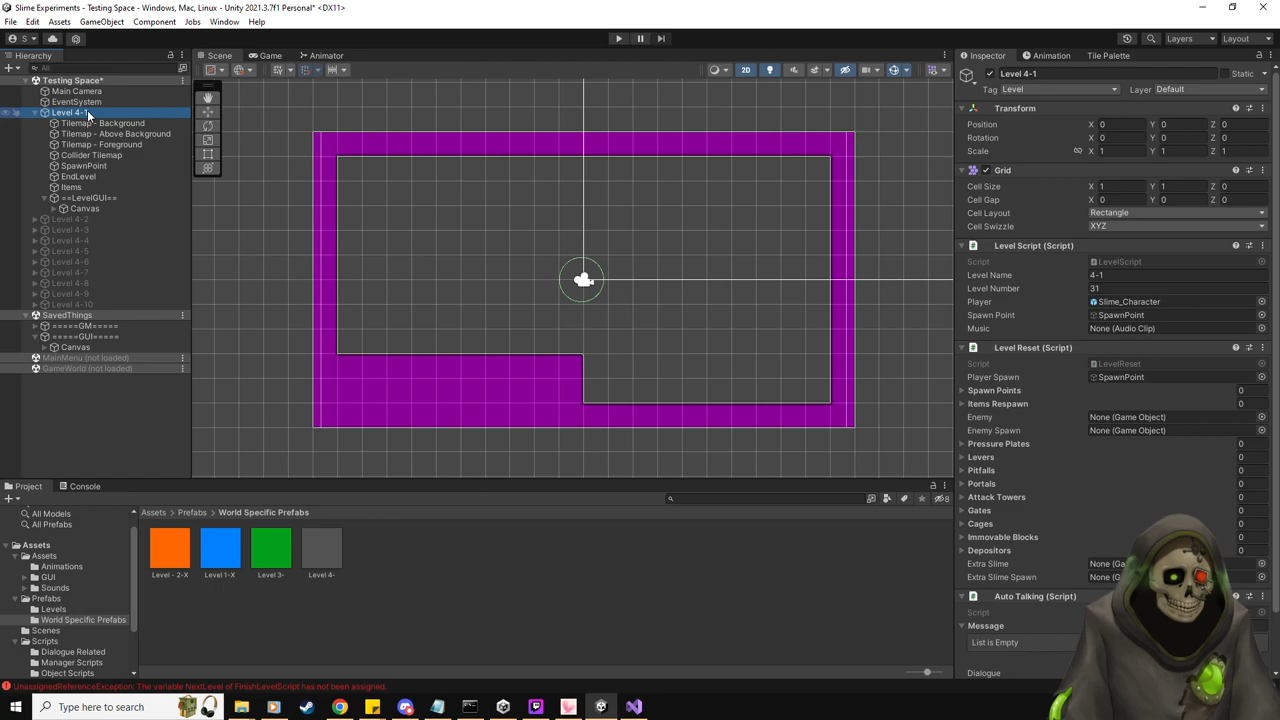 Slime Experiments - Testing Space - Windows, Mac, Linux - Unity 2021.3.7f1 Personal* <DX11>
File Edit Assets GameObject Component Jobs Window Help
S Layers Layout
Hierarchy
All
Testing Space*
Main Camera
EventSystem
Level 4-1
Tilemap - Background
Tilemap - Above Background
Tilemap - Foreground
Collider Tilemap
SpawnPoint
EndLevel
Items
==LevelGUI==
Canvas
Level 4-2
Level 4-3
Level 4-4
Level 4-5
Level 4-6
Level 4-7
Level 4-8
Level 4-9
Level 4-10
SavedThings
=====GM=====
=====GUI=====
Canvas
MainMenu (not loaded)
GameWorld (not loaded)
Scene Game Animator
2D
Inspector Animation Tile Palette
Level 4-1 Static
Tag Level Layer Default
Transform
Position X 0 Y 0 Z 0
Rotation X 0 Y 0 Z 0
Scale X 1 Y 1 Z 1
Grid
Cell Size X 1 Y 1 Z 0
Cell Gap X 0 Y 0 Z 0
Cell Layout Rectangle
Cell Swizzle XYZ
Level Script (Script)
Script LevelScript
Level Name 4-1
Level Number 31
Player Slime_Character
Spawn Point SpawnPoint
Music None (Audio Clip)
Level Reset (Script)
Script LevelReset
Player Spawn SpawnPoint
Spawn Points 0
Items Respawn 0
Enemy None (Game Object)
Enemy Spawn None (Game Object)
Pressure Plates 0
Levers 0
Pitfalls 0
Portals 0
Attack Towers 0
Gates 0
Cages 0
Immovable Blocks 0
Depositors 0
Extra Slime None (Ga
Extra Slime Spawn None (G
Auto Talking (Script)
Script
Message
List is Empty
Dialogue
Project Console
8
All Models
All Prefabs
Assets
Assets
Animations
GUI
Sounds
Prefabs
Levels
World Specific Prefabs
Scenes
Scripts
Dialogue Related
Manager Scripts
Object Scripts
Assets Prefabs World Specific Prefabs
Level - 2-X Level 1-X Level 3- Level 4-
UnassignedReferenceException: The variable NextLevel of FinishLevelScript has not been assigned.
Type here to search